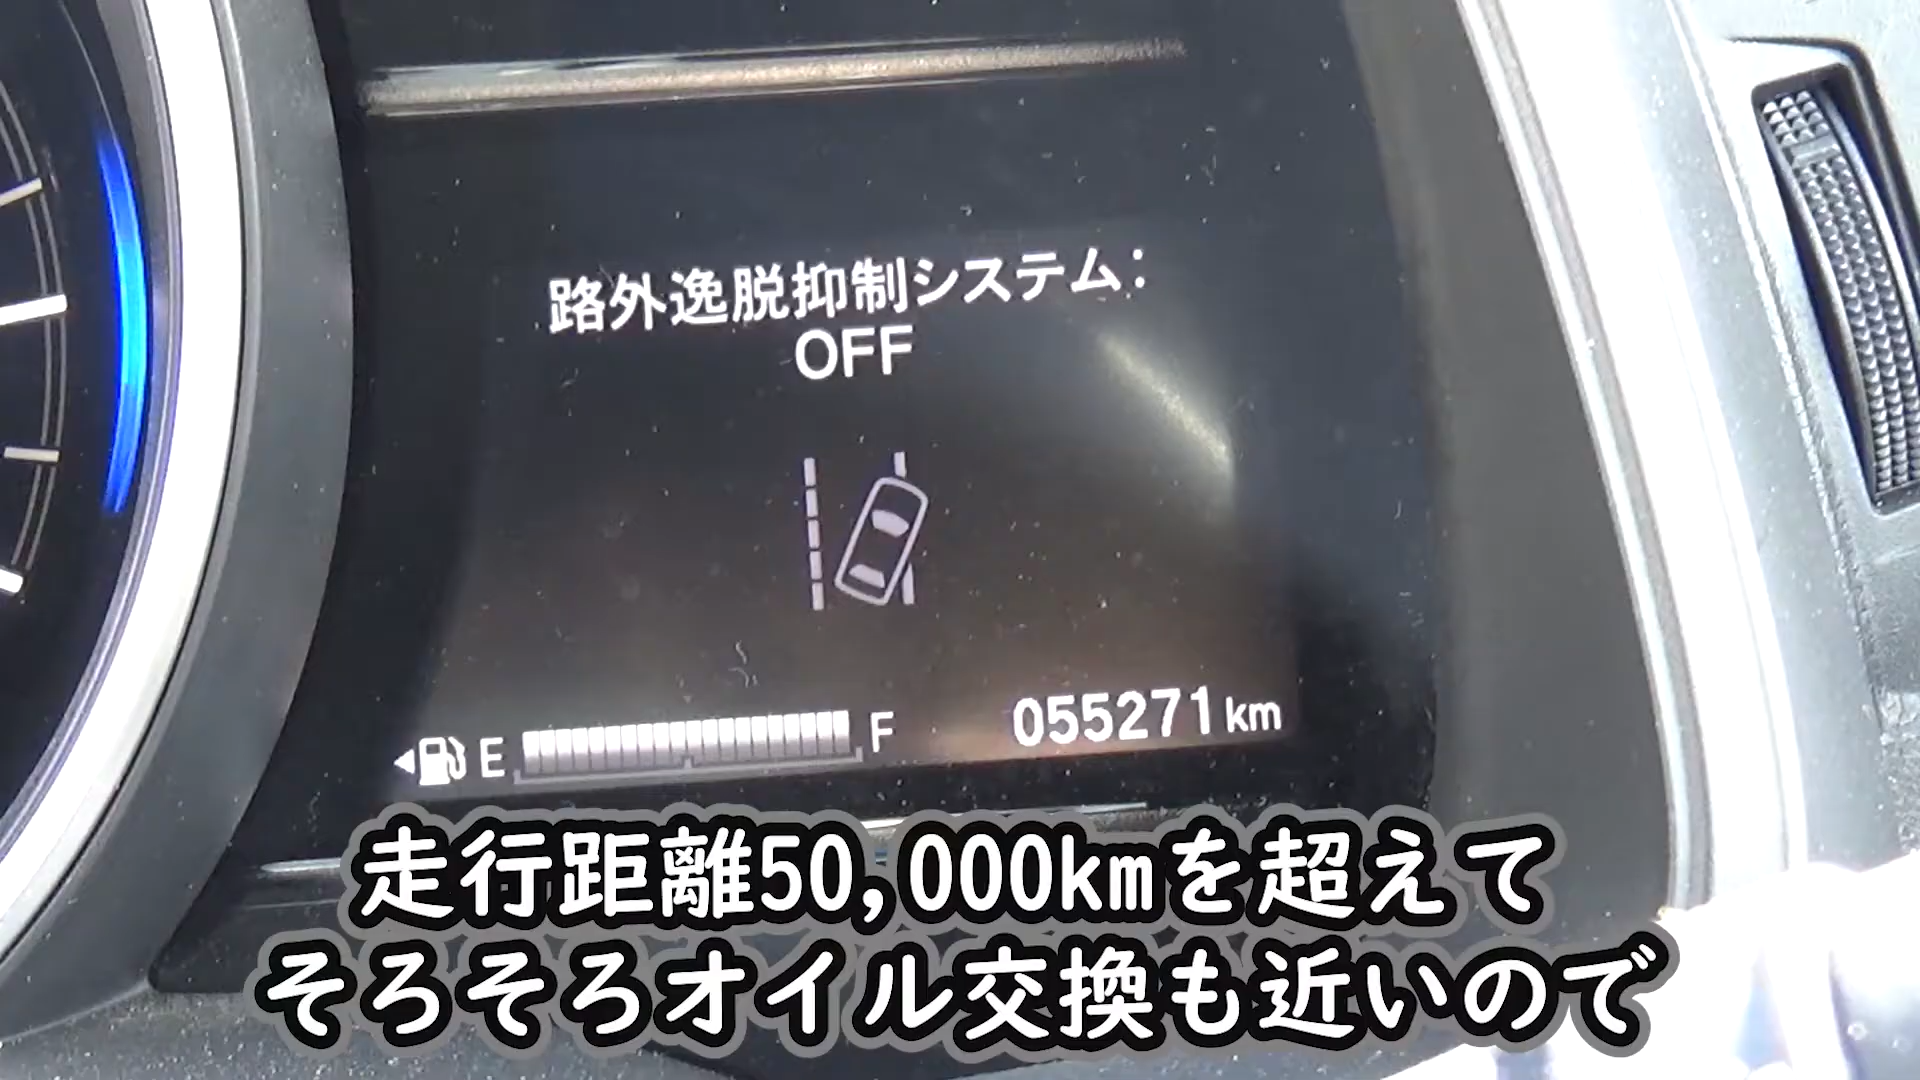 路外逸脱抑制システム:
OFF
E F 055271km
走行距離50,000kmを超えて
そろそろオイル交換も近いので